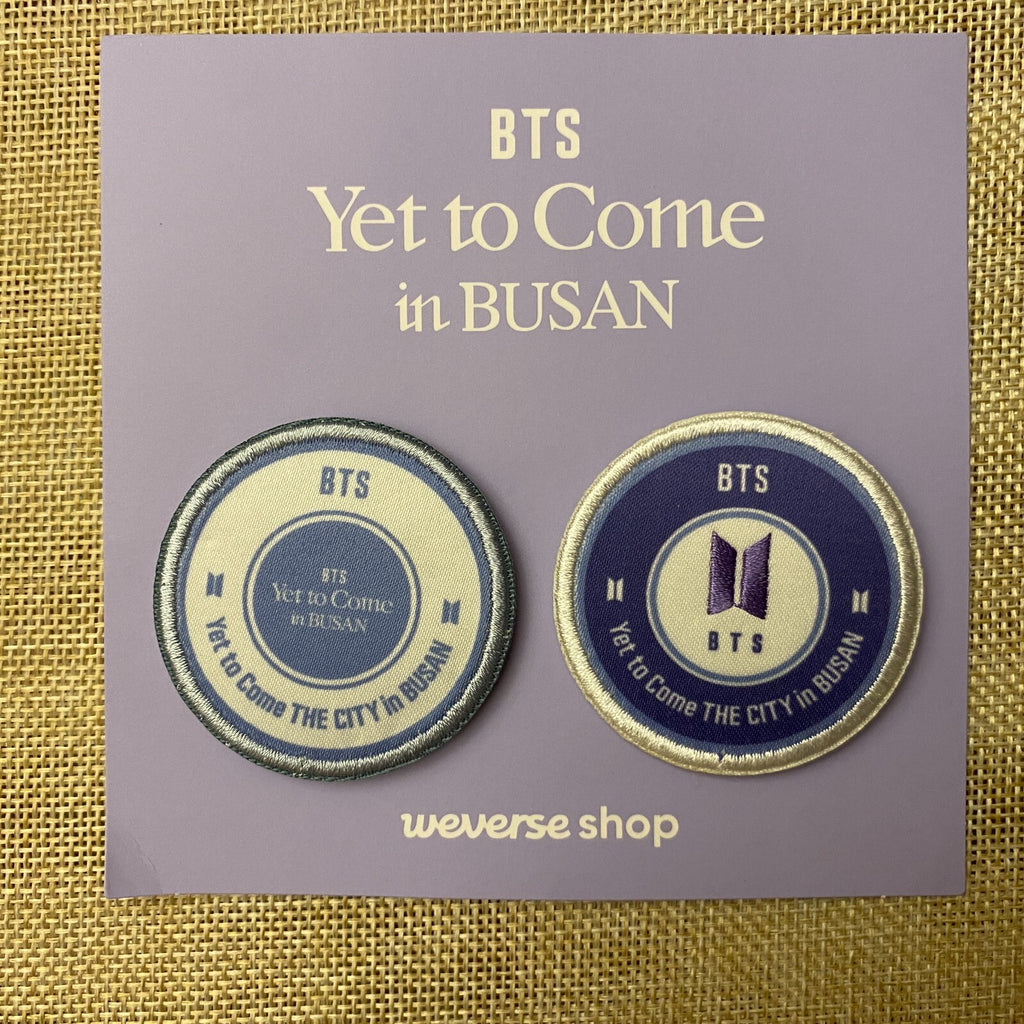 BTS
Yet to Come
in BUSAN
BTS
BTS
Yet to Come
in BUSAN
Yet to Come THE CITY in BUSAN
BTS
BTS
Yet to Come THE CITY in BUSAN
weverse shop